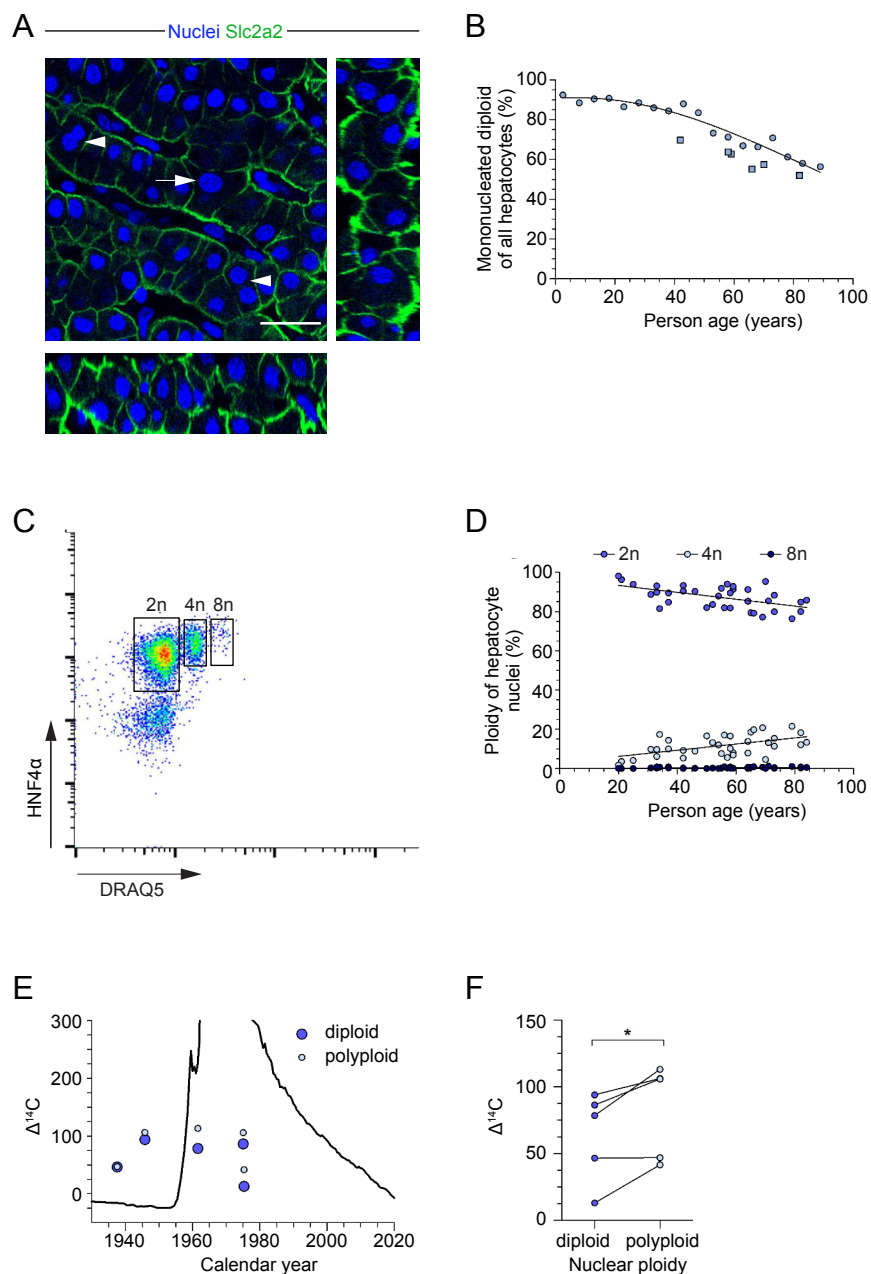 A
Nuclei Slc2a2
B
Mononucleated diploid
of all hepatocytes (%)
100
80
60
40
20
0
0 20 40 60 80 100
Person age (years)
C
2n 4n 8n
HNF4α
DRAQ5
D
2n 4n 8n
Ploidy of hepatocyte
nuclei (%)
100
80
60
40
20
0
0 20 40 60 80 100
Person age (years)
E
Δ¹⁴C
300
200
100
0
diploid
polyploid
1940 1960 1980 2000 2020
Calendar year
F
Δ¹⁴C
150
100
50
0
*
diploid polyploid
Nuclear ploidy